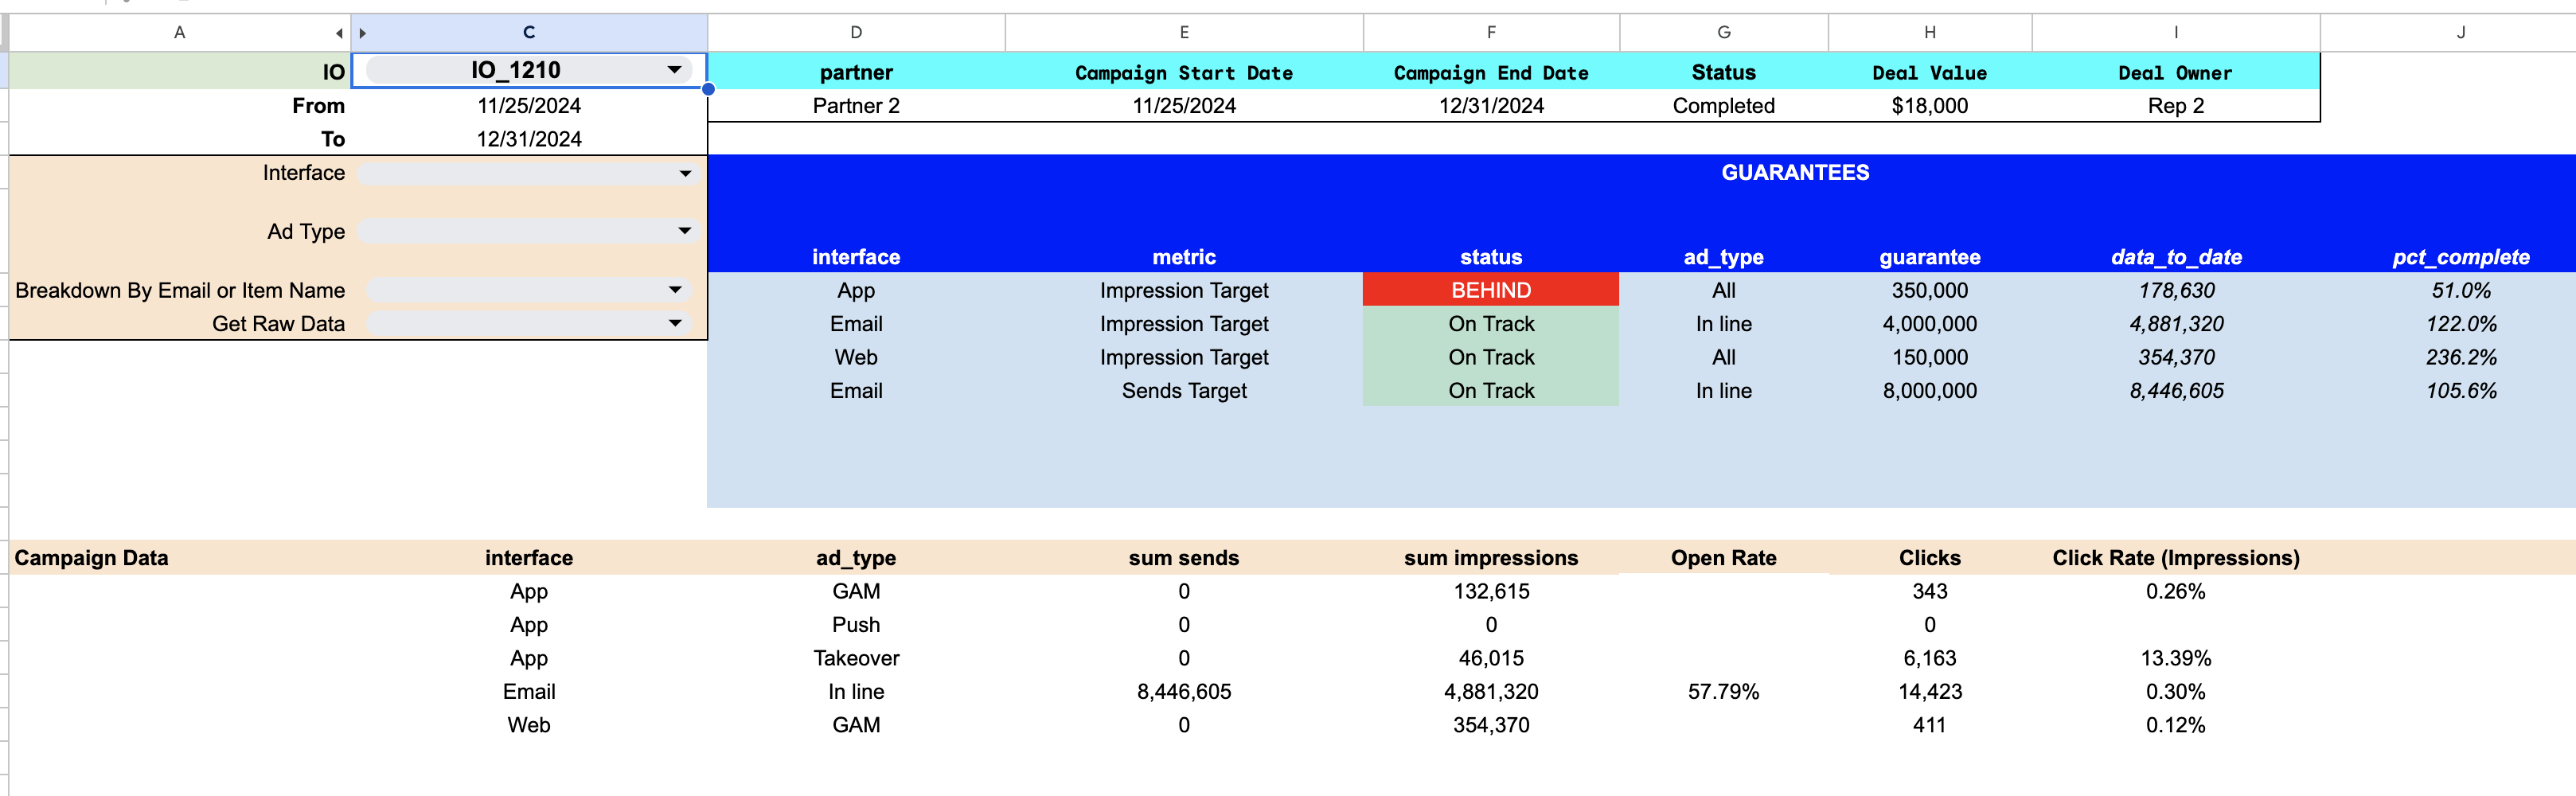 A C D E F G H I J
IO IO_1210 partner Campaign Start Date Campaign End Date Status Deal Value Deal Owner
From 11/25/2024 Partner 2 11/25/2024 12/31/2024 Completed $18,000 Rep 2
To 12/31/2024
Interface GUARANTEES
Ad Type
interface metric status ad_type guarantee data_to_date pct_complete
Breakdown By Email or Item Name App Impression Target BEHIND All 350,000 178,630 51.0%
Get Raw Data Email Impression Target On Track In line 4,000,000 4,881,320 122.0%
Web Impression Target On Track All 150,000 354,370 236.2%
Email Sends Target On Track In line 8,000,000 8,446,605 105.6%
Campaign Data interface ad_type sum sends sum impressions Open Rate Clicks Click Rate (Impressions)
App GAM 0 132,615 343 0.26%
App Push 0 0 0
App Takeover 0 46,015 6,163 13.39%
Email In line 8,446,605 4,881,320 57.79% 14,423 0.30%
Web GAM 0 354,370 411 0.12%